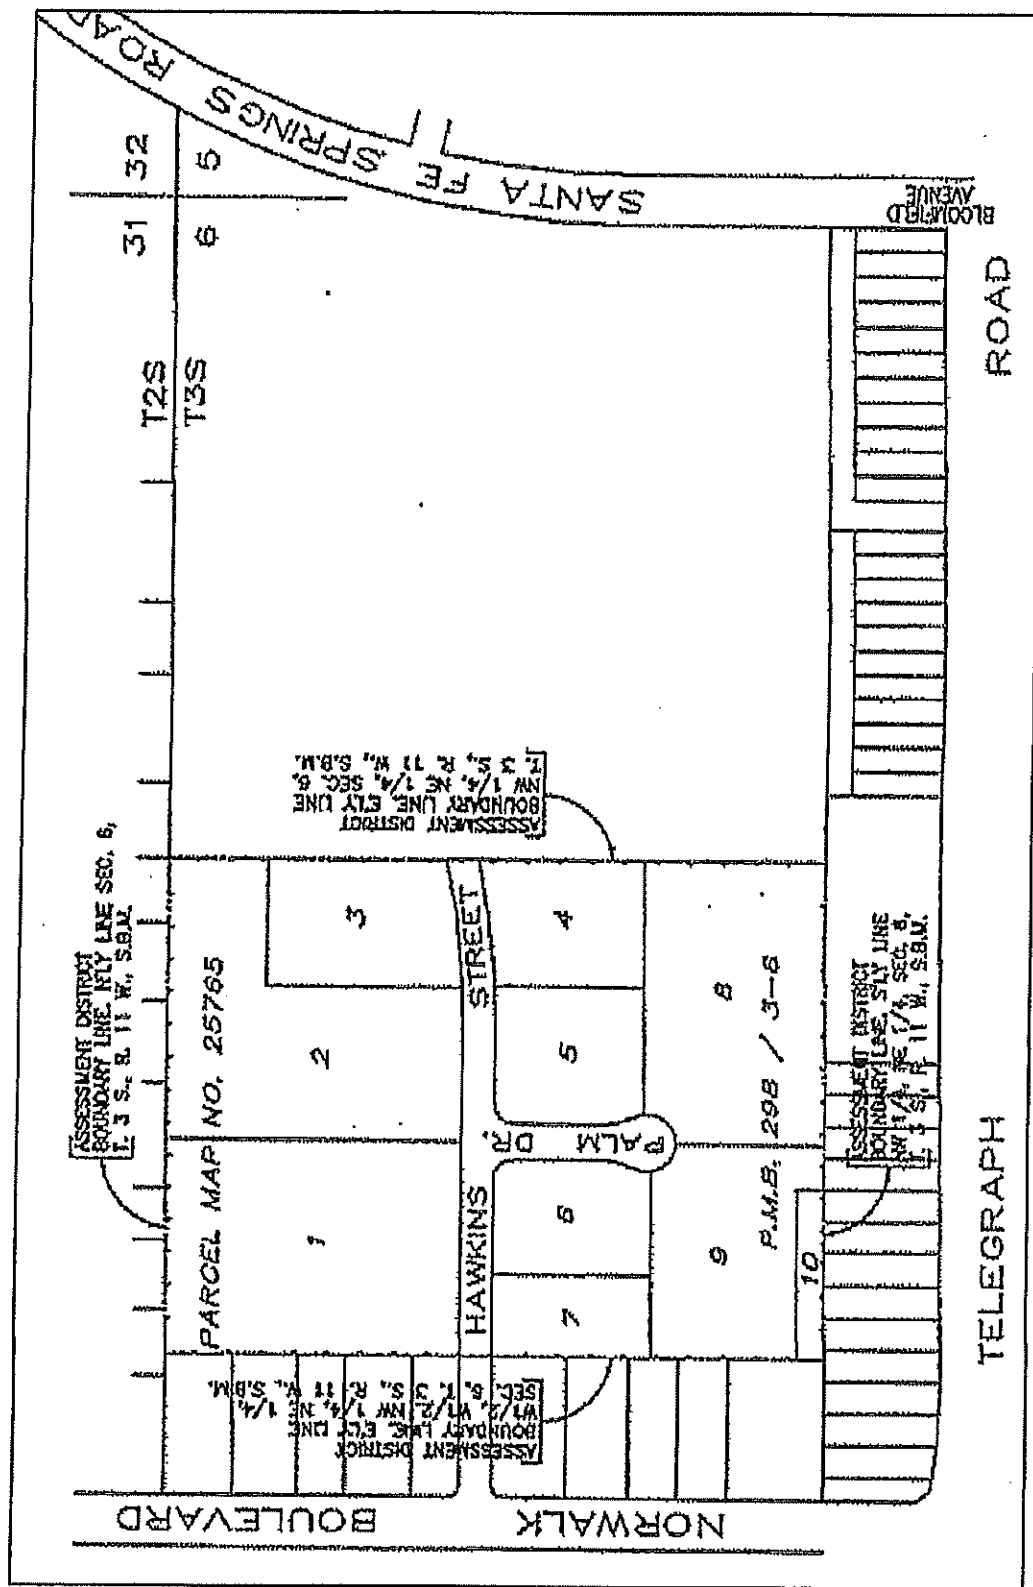 SANTA FE SPRINGS ROAD
31
32
6
5
T2S
T3S
BLOOMFIELD
AVENUE
ROAD
TELEGRAPH
ASSESSMENT DISTRICT
BOUNDARY LINE. N'LY LINE SEC. 6,
T. 3 S., R. 11 W., S.B.M.
ASSESSMENT DISTRICT
BOUNDARY LINE. E'LY LINE
NW 1/4, NE 1/4, SEC. 6,
T. 3 S., R. 11 W., S.B.M.
PARCEL MAP NO. 25765
1
2
3
HAWKINS
STREET
PALM
DR.
4
5
6
7
8
9
10
P.M.B. 298 / 3-6
ASSESSMENT DISTRICT
BOUNDARY LINE. S'LY LINE
NW 1/4, NE 1/4, SEC. 6,
T. 3 S., R. 11 W., S.B.M.
ASSESSMENT DISTRICT
BOUNDARY LINE. E'LY LINE
W1/2, W1/2, NW 1/4, NE 1/4,
SEC. 6, T. 3 S., R. 11 W., S.B.M.
NORWALK
BOULEVARD